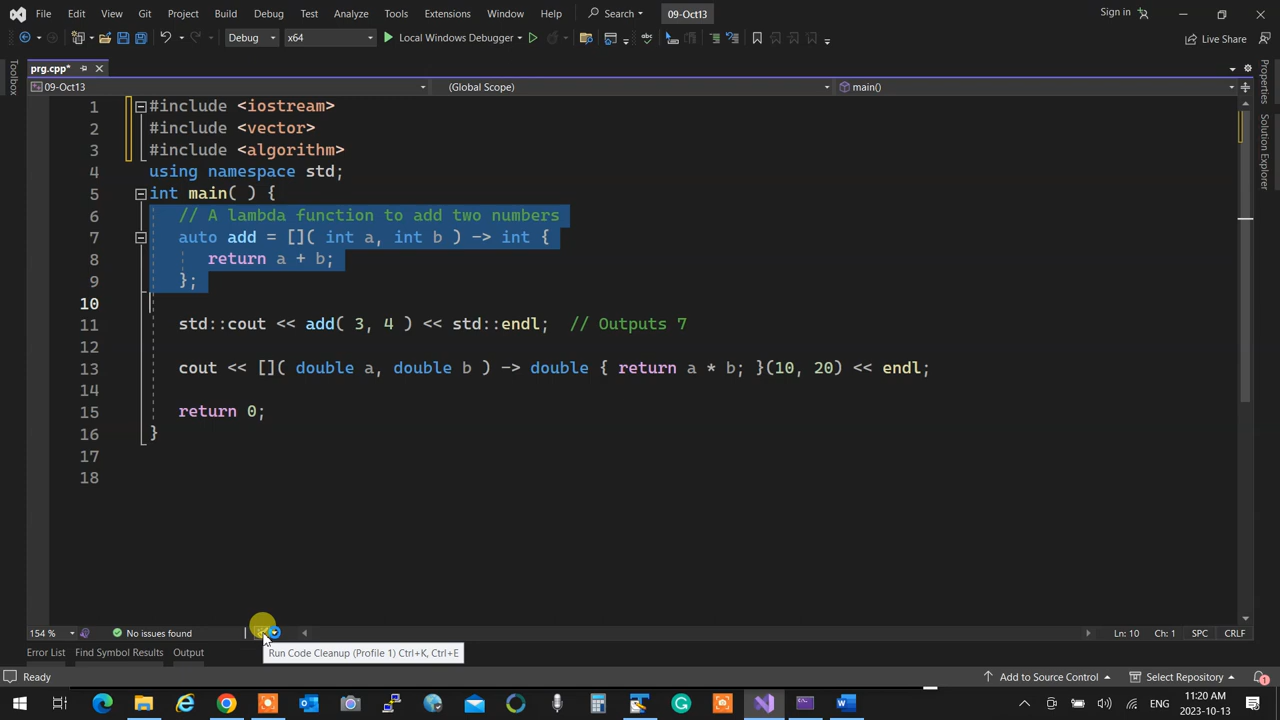 File Edit View Git Project Build Debug Test Analyze Tools Extensions Window Help Search 09-Oct13 Sign in
Debug x64 Local Windows Debugger Live Share
prg.cpp*
09-Oct13 (Global Scope) main()
Toolbox
Properties
Solution Explorer
1 #include <iostream>
2 #include <vector>
3 #include <algorithm>
4 using namespace std;
5 int main( ) {
6 // A lambda function to add two numbers
7 auto add = []( int a, int b ) -> int {
8 return a + b;
9 };
10
11 std::cout << add( 3, 4 ) << std::endl; // Outputs 7
12
13 cout << []( double a, double b ) -> double { return a * b; }(10, 20) << endl;
14
15 return 0;
16 }
17
18
154 % No issues found Ln: 10 Ch: 1 SPC CRLF
Run Code Cleanup (Profile 1) Ctrl+K, Ctrl+E
Error List Find Symbol Results Output
Ready Add to Source Control Select Repository 1
ENG 11:20 AM
2023-10-13